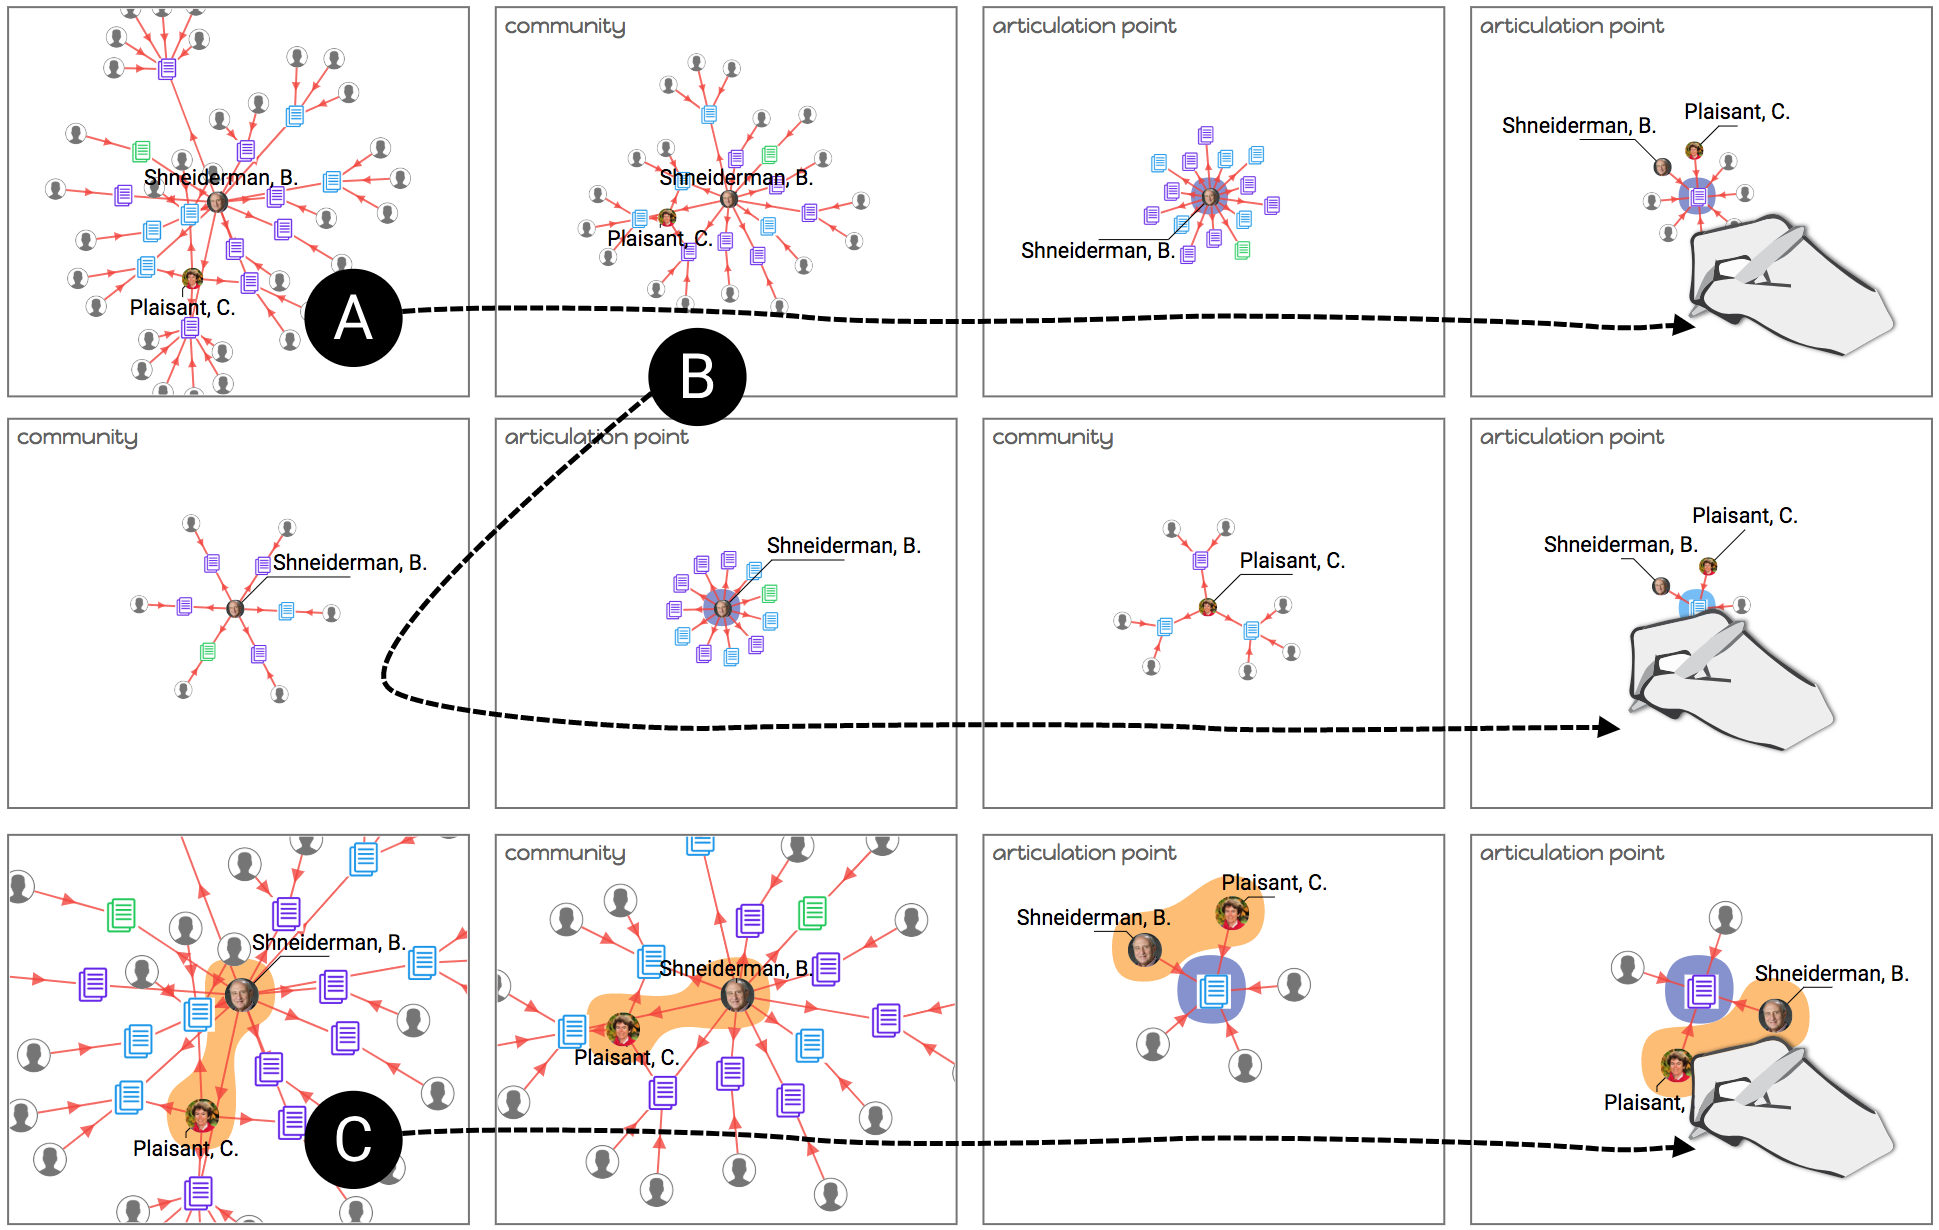 community
articulation point
articulation point
Shneiderman, B.
Plaisant, C.
A
Shneiderman, B.
Plaisant, C.
Shneiderman, B.
Shneiderman, B.
Plaisant, C.
B
community
articulation point
community
articulation point
Shneiderman, B.
Shneiderman, B.
Plaisant, C.
Shneiderman, B.
Plaisant, C.
community
articulation point
articulation point
Shneiderman, B.
Plaisant, C.
C
Shneiderman, B.
Plaisant, C.
Plaisant, C.
Shneiderman, B.
Shneiderman, B.
Plaisant,